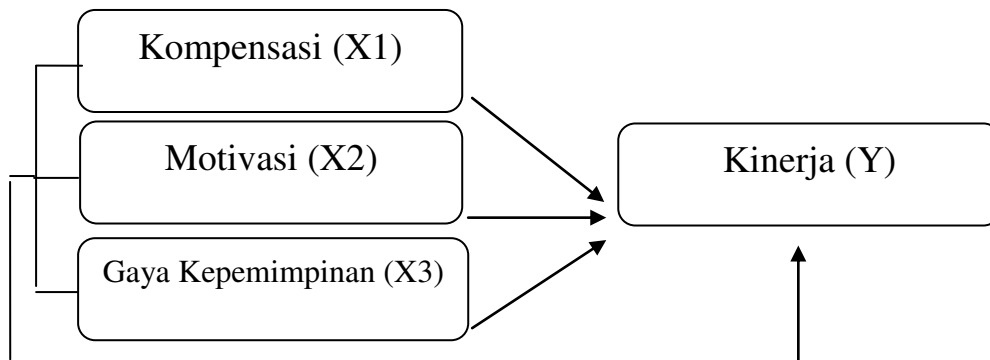 Kompensasi (X1)
Motivasi (X2)
Kinerja (Y)
Gaya Kepemimpinan (X3)